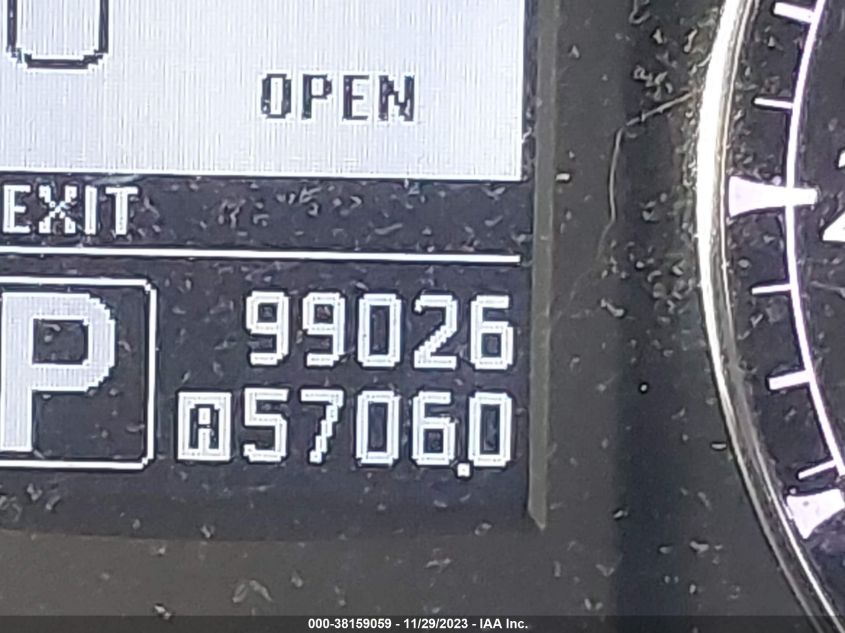 OPEN
EXIT
P 99026
A 5706.0
000-38159059 - 11/29/2023 - IAA Inc.